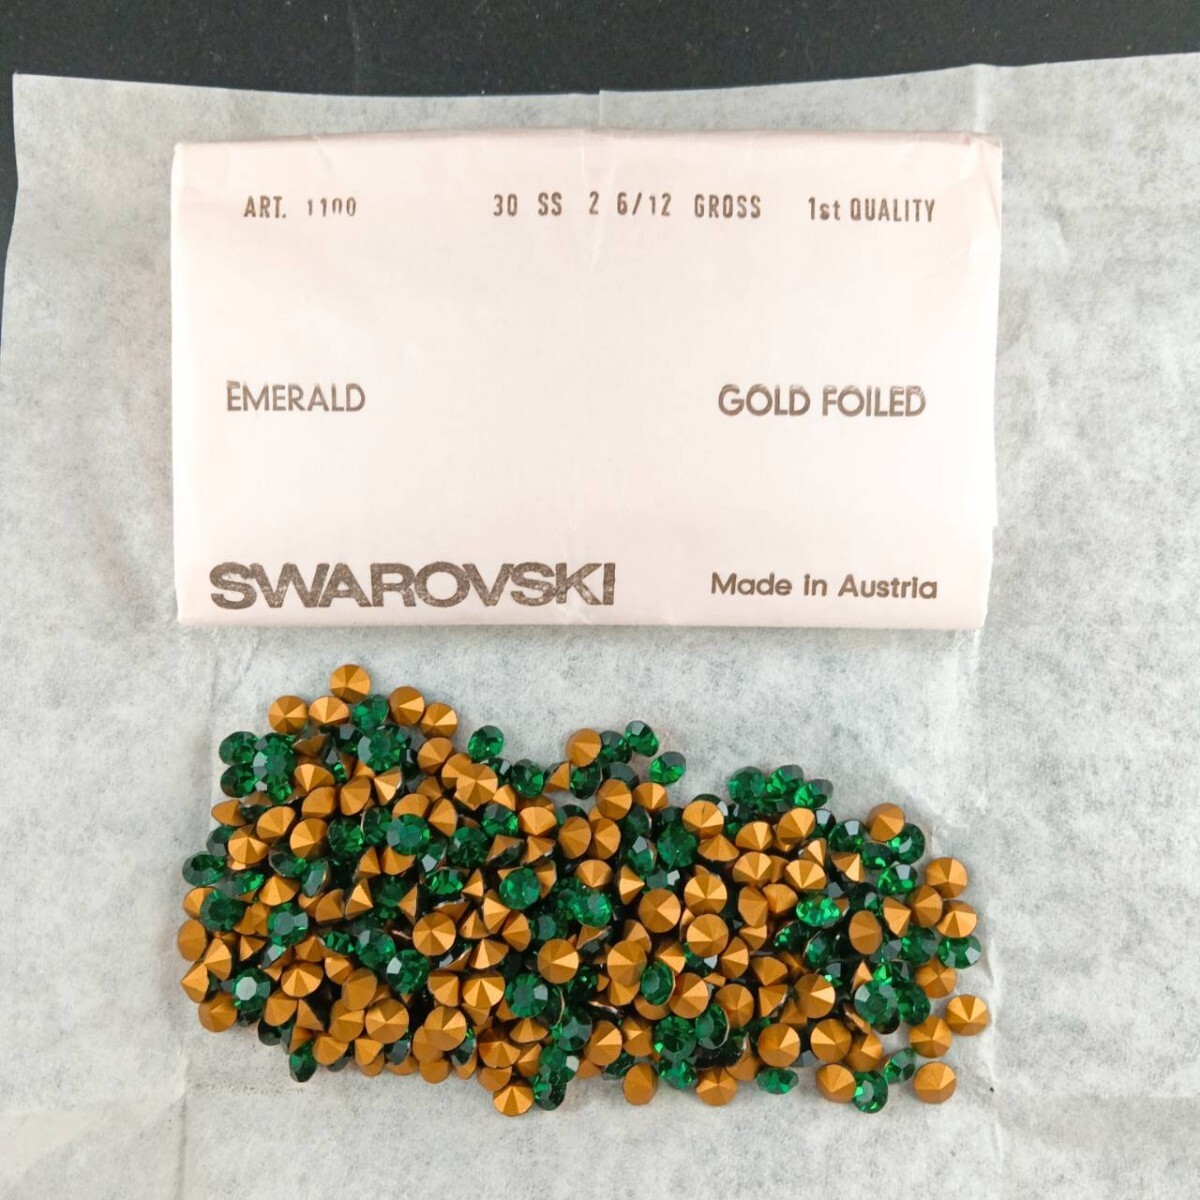 ART. 1100 30 SS 2 6/12 GROSS 1st QUALITY
EMERALD GOLD FOILED
SWAROVSKI Made in Austria